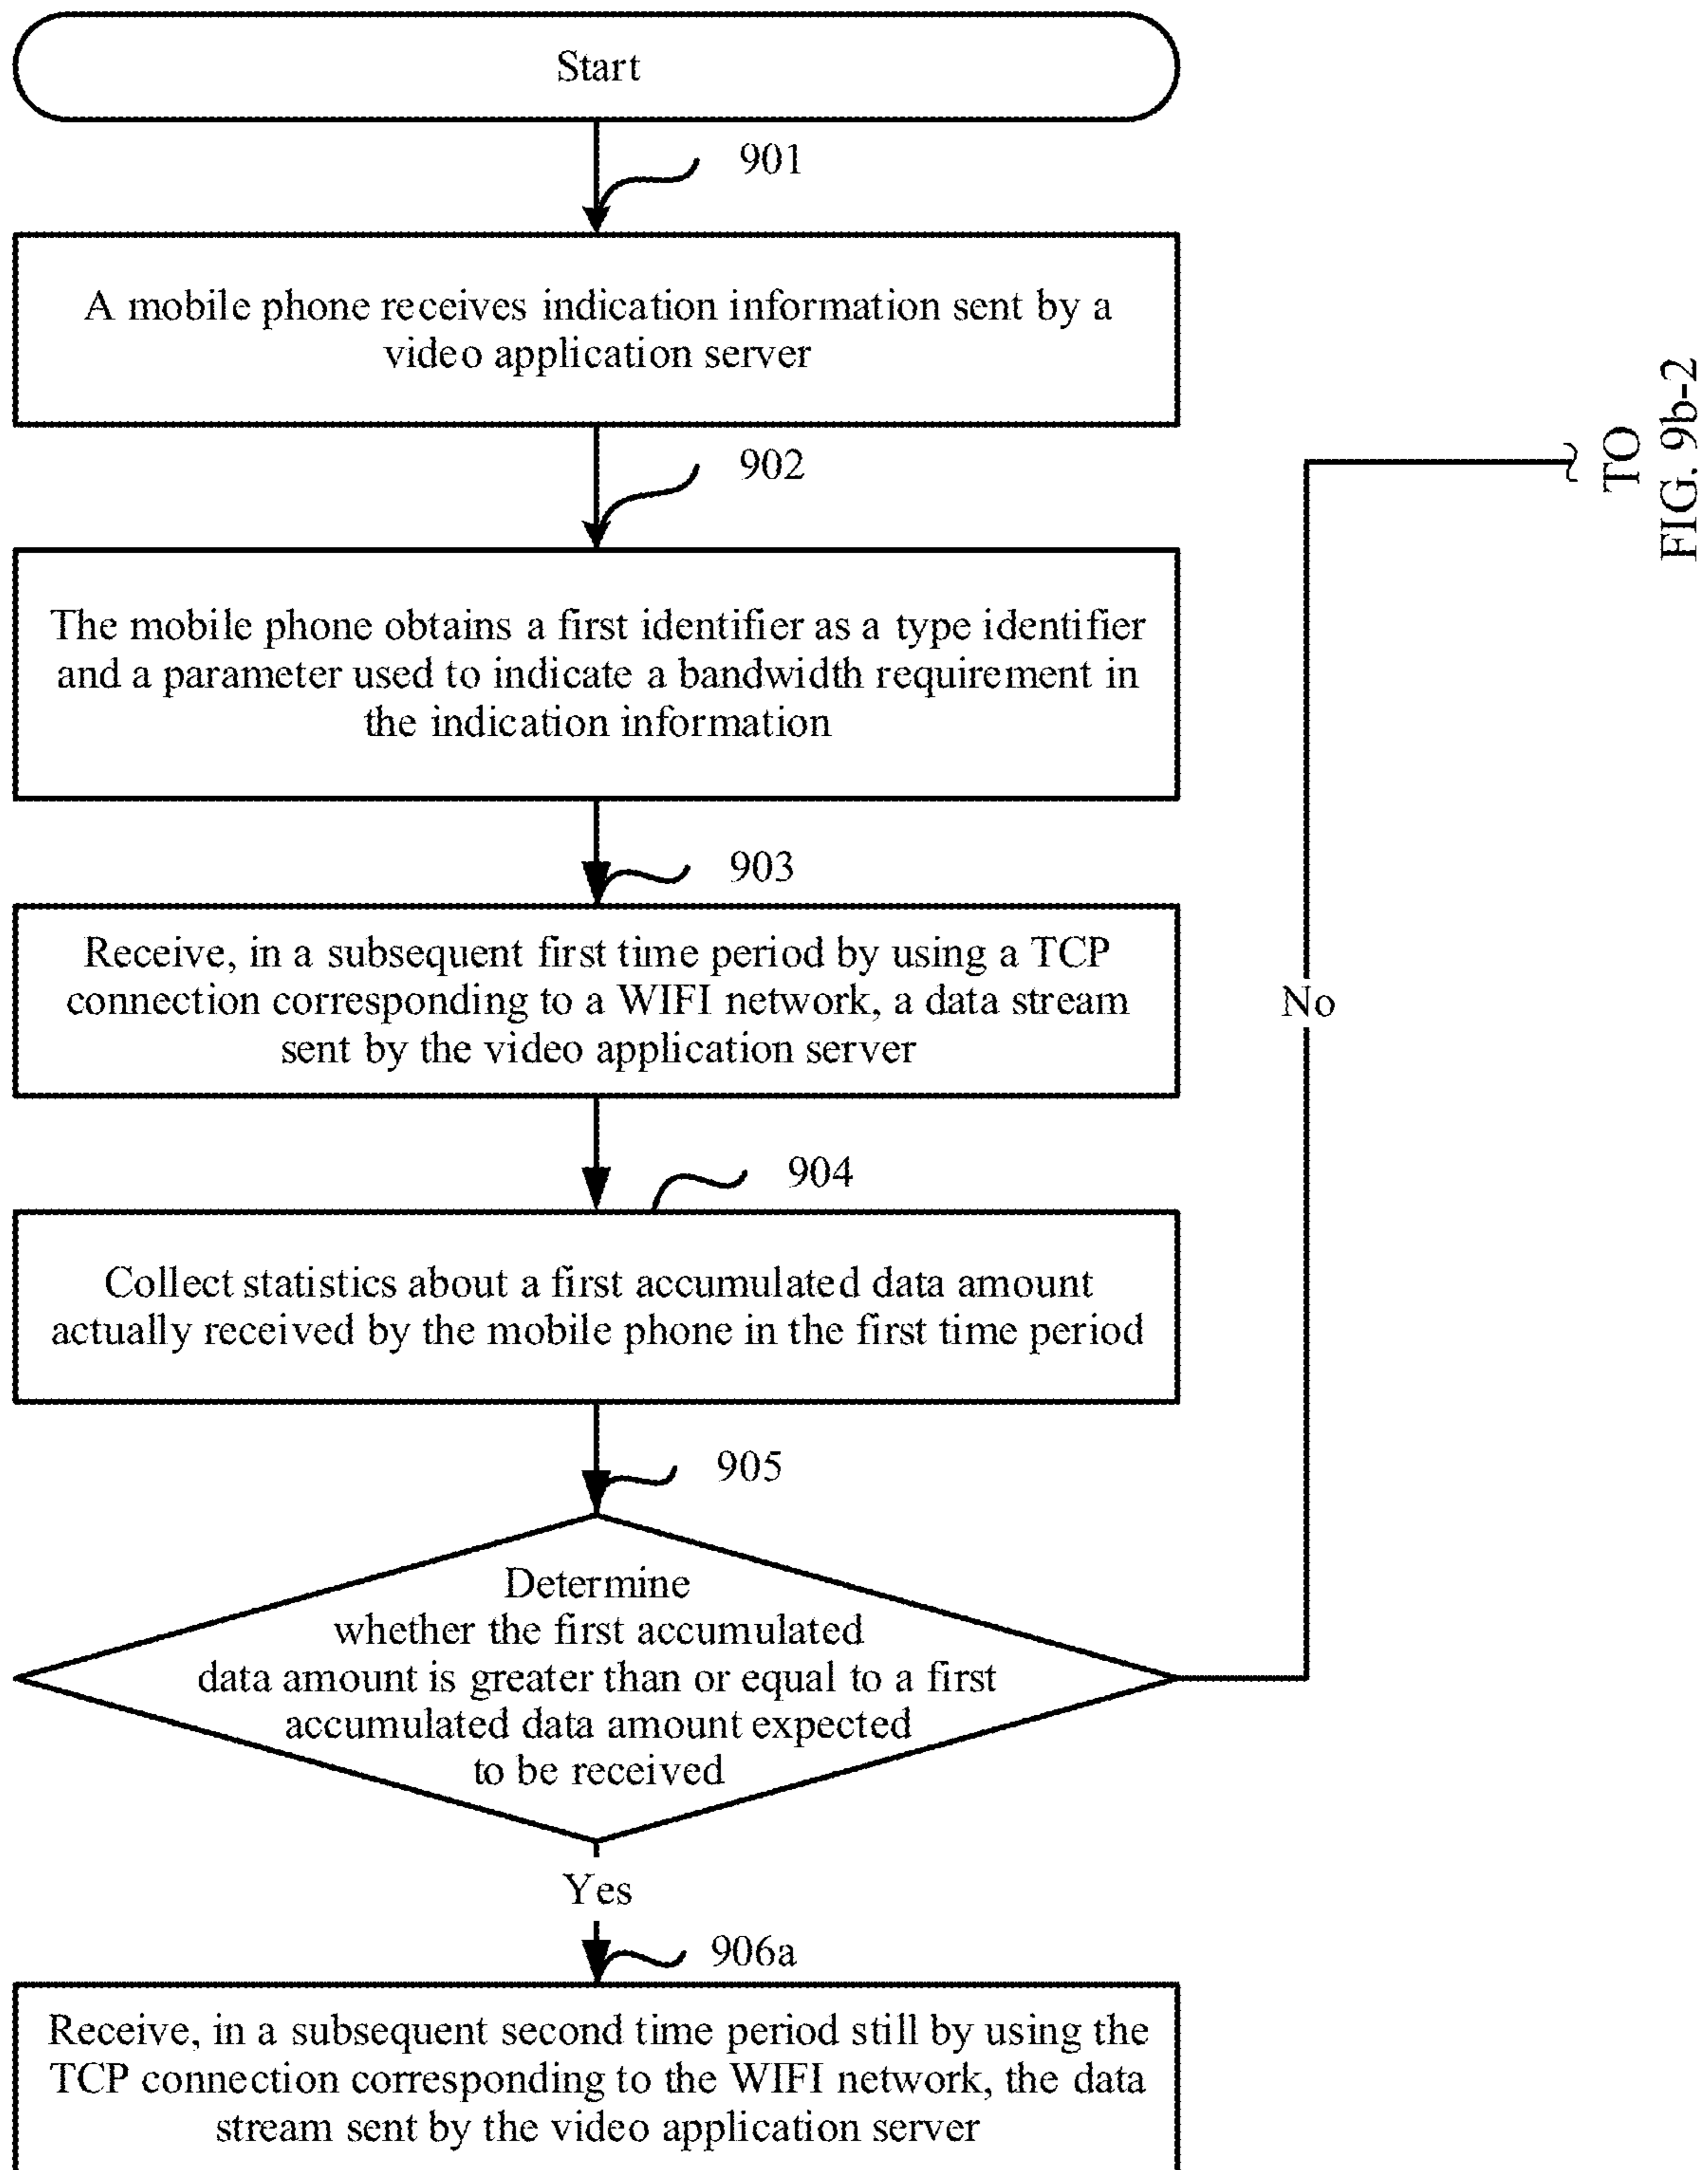 Start
901
A mobile phone receives indication information sent by a
video application server
902
The mobile phone obtains a first identifier as a type identifier
and a parameter used to indicate a bandwidth requirement in
the indication information
903
Receive, in a subsequent first time period by using a TCP
connection corresponding to a WIFI network, a data stream
sent by the video application server
904
Collect statistics about a first accumulated data amount
actually received by the mobile phone in the first time period
905
Determine
whether the first accumulated
data amount is greater than or equal to a first
accumulated data amount expected
to be received
Yes
906a
Receive, in a subsequent second time period still by using the
TCP connection corresponding to the WIFI network, the data
stream sent by the video application server
No
TO
FIG. 9b-2